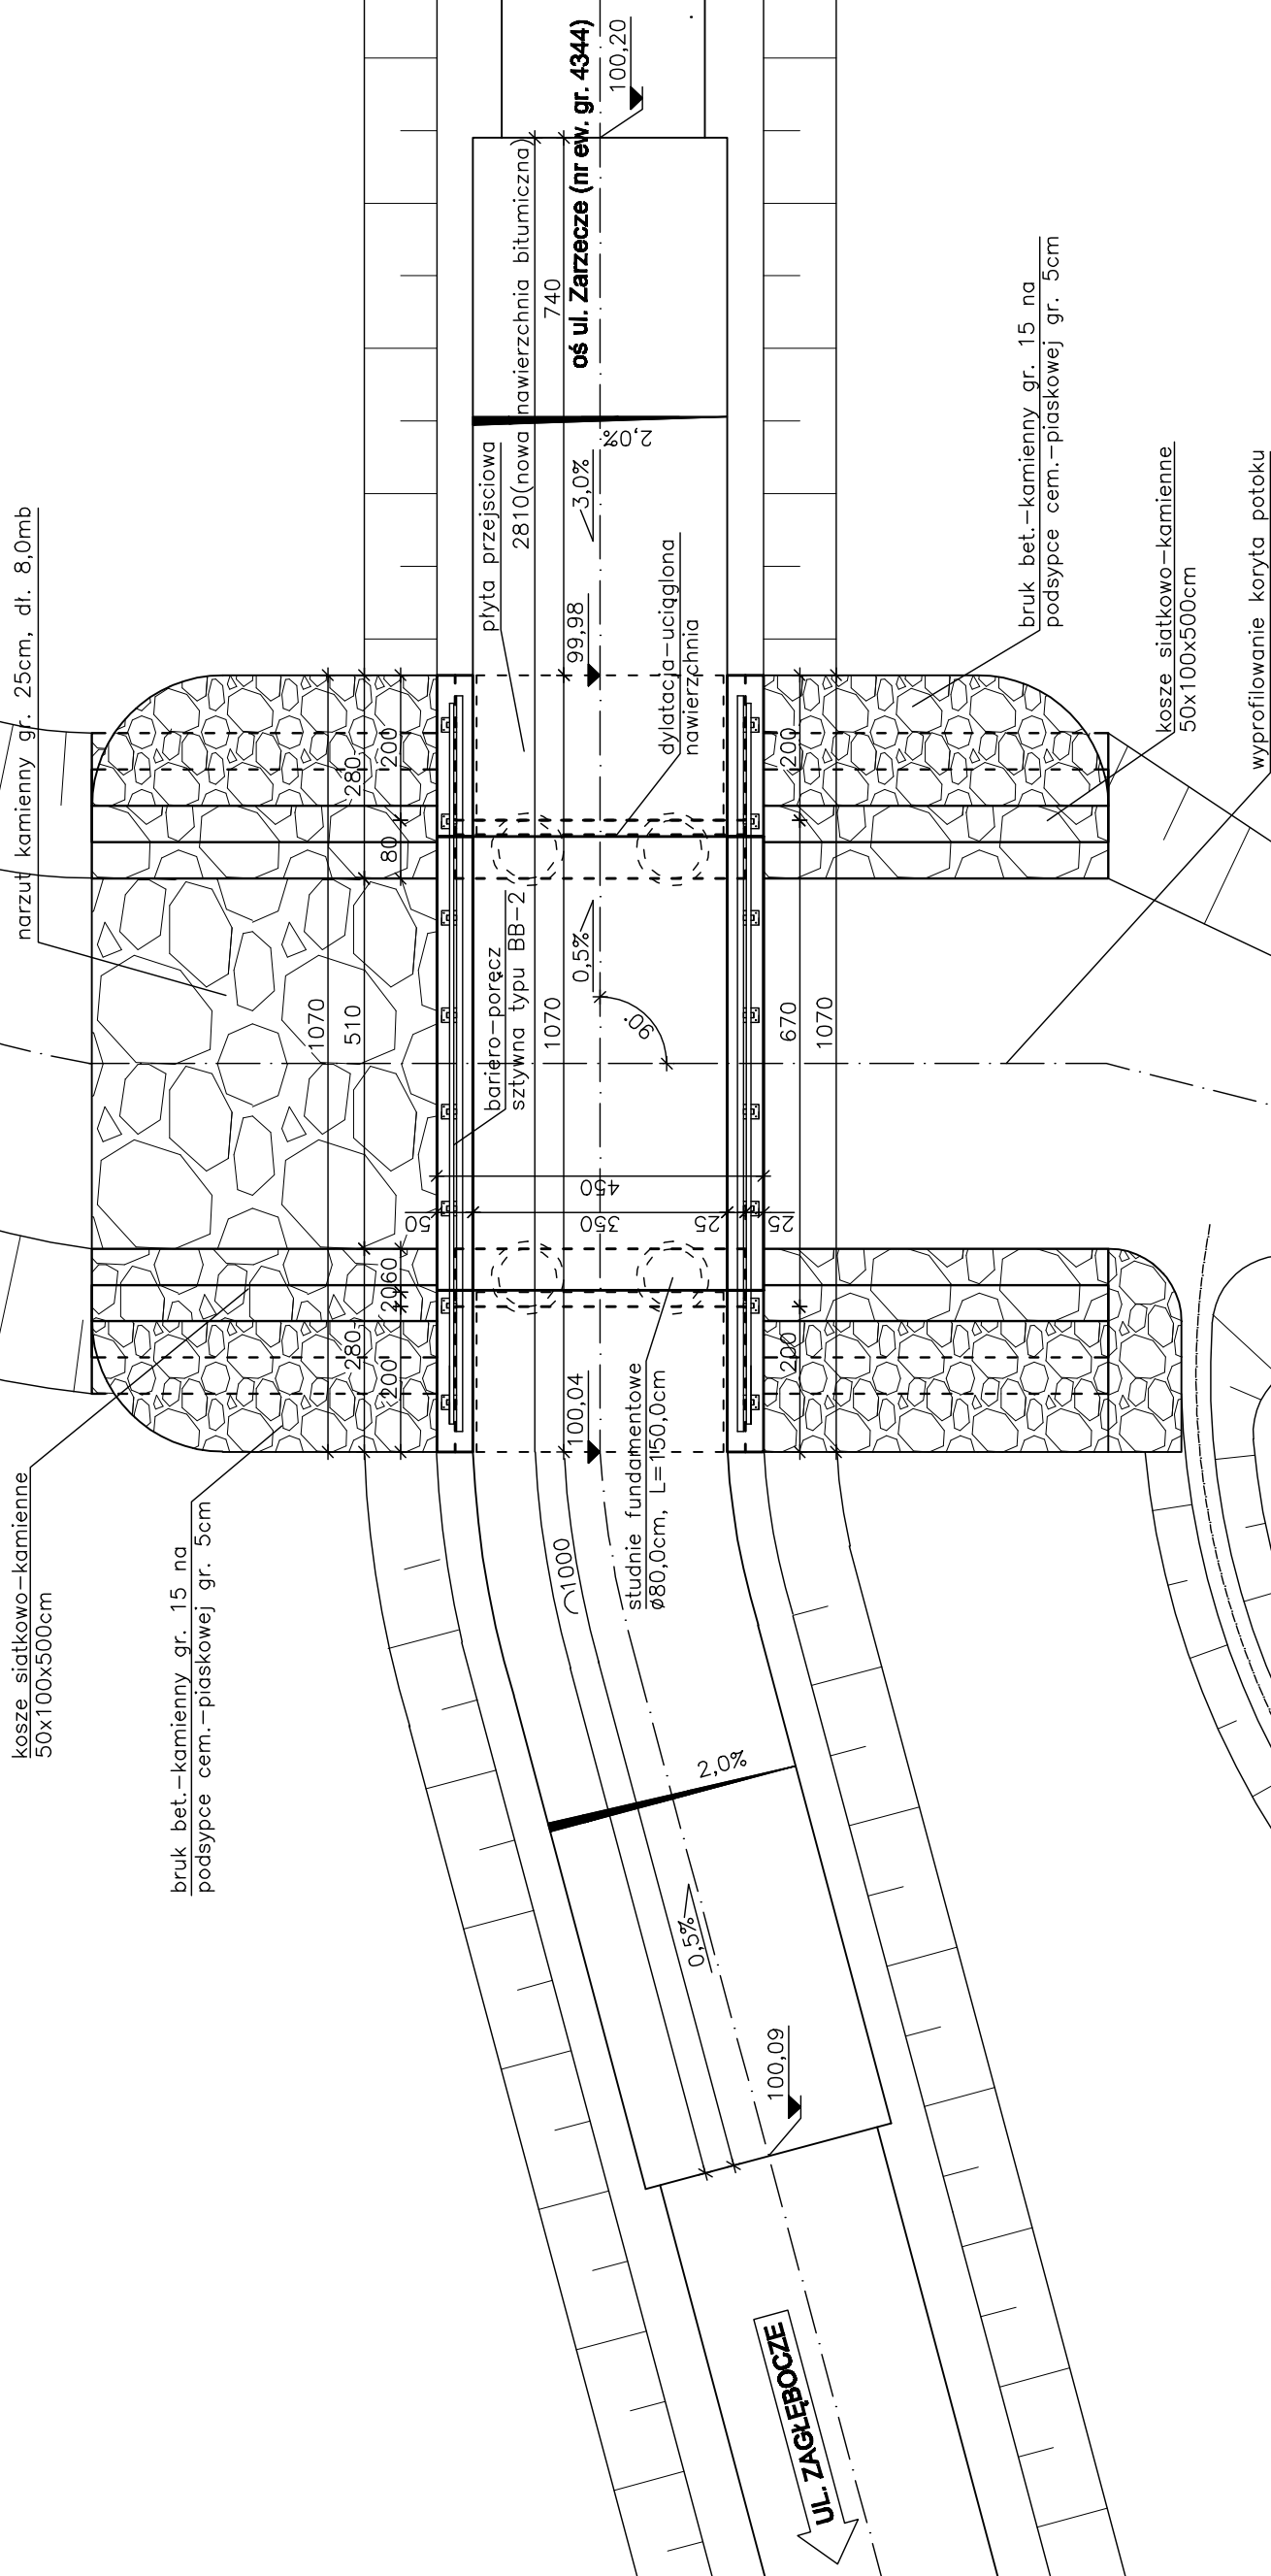 narzut kamienny gr. 25cm, dł. 8,0mb
kosze siatkowo-kamienne
50x100x500cm
bruk bet.-kamienny gr. 15 na
podsypce cem.-piaskowej gr. 5cm
1070
280
510
280
200
80
2060
200
50
płyta przejsciowa
bariero-poręcz
sztywna typu BB-2
2810(nowa nawierzchnia bitumiczna)
740
1070
1000
oś ul. Zarzecze (nr ew. gr. 4344)
100,20
3,0%
2,0%
99,98
0,5%
90°
100,04
450
350
25
25
dylatacja-uciąglona
nawierzchnia
studnie fundamentowe
ø80,0cm, L=150,0cm
200
670
200
1070
2,0%
0,5%
100,09
UL. ZAGŁĘBOCZE
bruk bet.-kamienny gr. 15 na
podsypce cem.-piaskowej gr. 5cm
kosze siatkowo-kamienne
50x100x500cm
wyprofilowanie koryta potoku